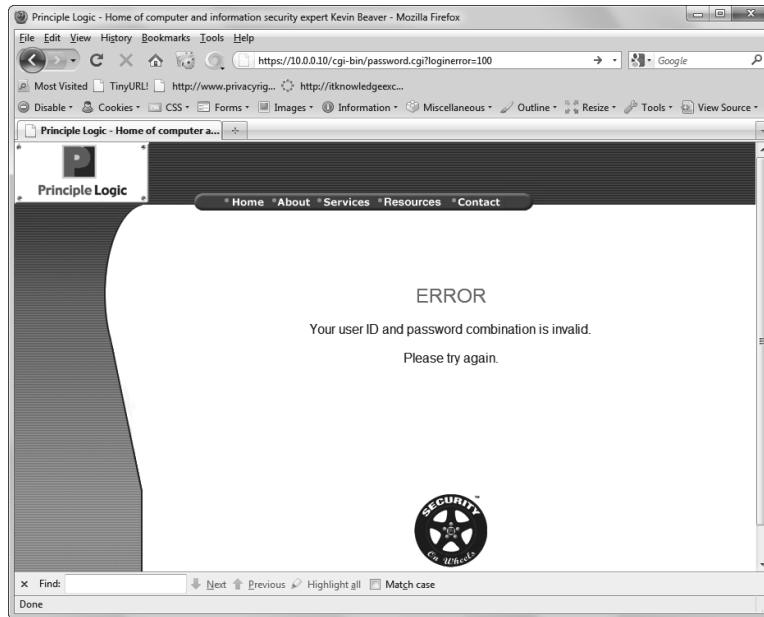 Principle Logic - Home of computer and information security expert Kevin Beaver - Mozilla Firefox
File Edit View History Bookmarks Tools Help
https://10.0.0.10/cgi-bin/password.cgi?loginerror=100
Google
Most Visited TinyURL! http://www.privacyrig... http://itknowledgeexc...
Disable Cookies CSS Forms Images Information Miscellaneous Outline Resize Tools View Source
Principle Logic - Home of computer a...
P
Principle Logic
Home About Services Resources Contact
ERROR
Your user ID and password combination is invalid.
Please try again.
SECURITY
On Wheels
™
× Find: Next Previous Highlight all Match case
Done